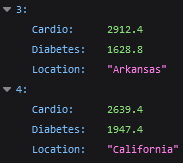 3:
Cardio: 2912.4
Diabetes: 1628.8
Location: "Arkansas"
4:
Cardio: 2639.4
Diabetes: 1947.4
Location: "California"